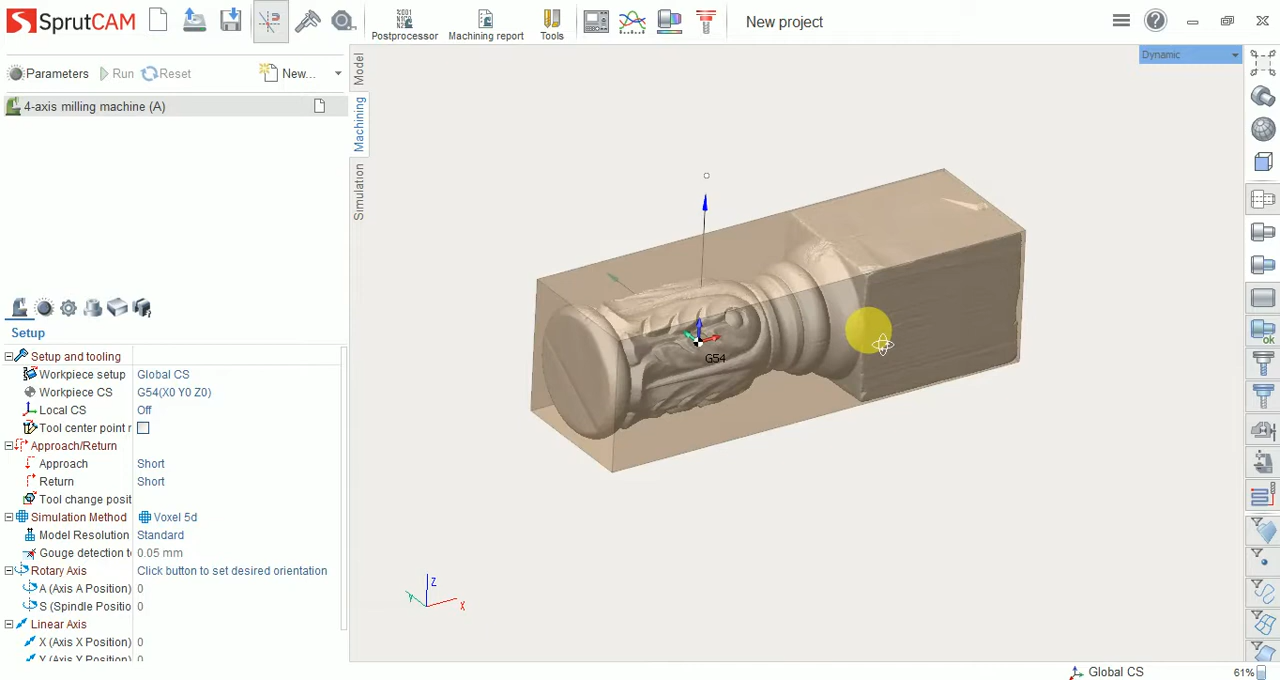 SprutCAM
Postprocessor
Machining report
Tools
New project
Parameters
Run
Reset
New...
4-axis milling machine (A)
Model
Machining
Simulation
Dynamic
G54
Z
Y
X
Setup
Setup and tooling
Workpiece setup Global CS
Workpiece CS G54(X0 Y0 Z0)
Local CS Off
Tool center point r
Approach/Return
Approach Short
Return Short
Tool change posit
Simulation Method Voxel 5d
Model Resolution Standard
Gouge detection t 0.05 mm
Rotary Axis Click button to set desired orientation
A (Axis A Position) 0
S (Spindle Positio 0
Linear Axis
X (Axis X Position) 0
Y (Axis Y Position) 0
ok
Global CS
61%